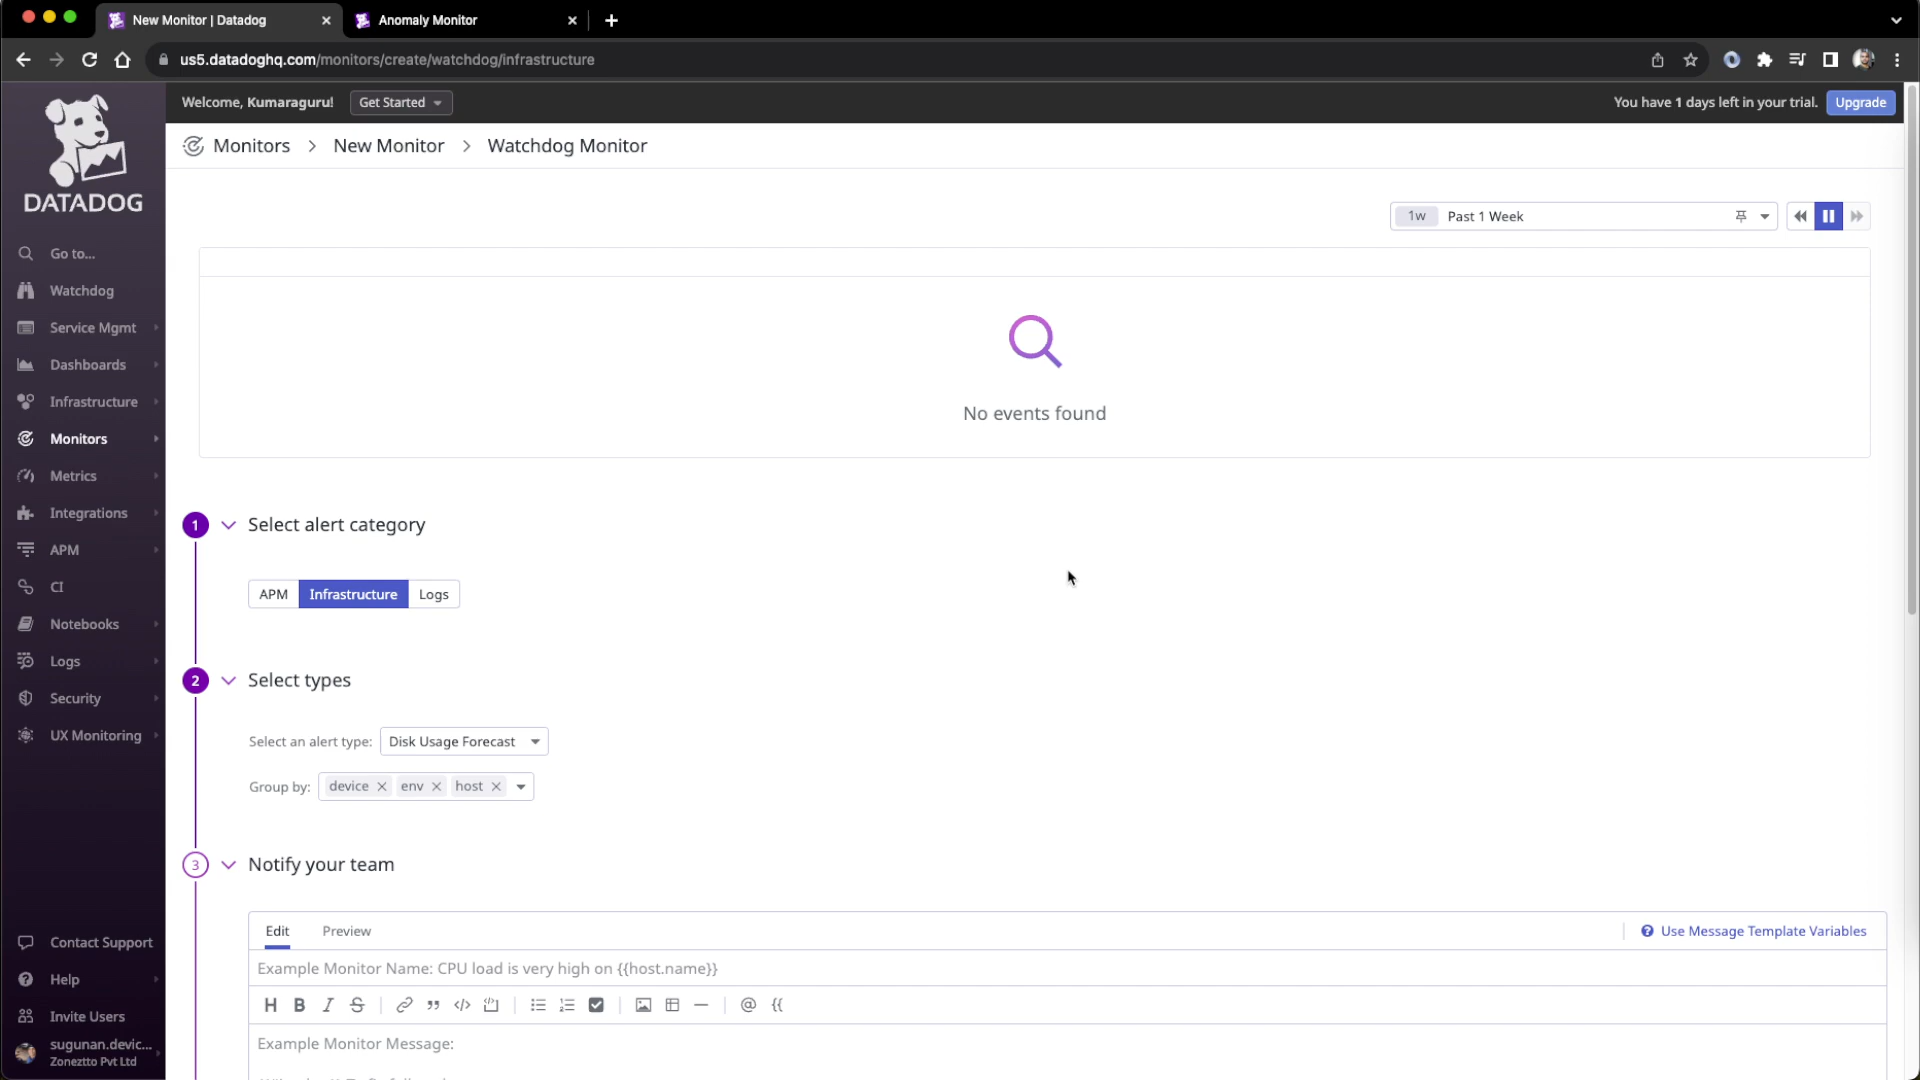 New Monitor | Datadog
Anomaly Monitor
us5.datadoghq.com/monitors/create/watchdog/infrastructure
Welcome, Kumaraguru!
Get Started
You have 1 days left in your trial.
Upgrade
DATADOG
Monitors > New Monitor > Watchdog Monitor
1w Past 1 Week
Go to...
Watchdog
Service Mgmt
Dashboards
Infrastructure
Monitors
Metrics
Integrations
APM
CI
Notebooks
Logs
Security
UX Monitoring
Contact Support
Help
Invite Users
sugunan.devic...
Zoneztto Pvt Ltd
No events found
1 Select alert category
APM Infrastructure Logs
2 Select types
Select an alert type: Disk Usage Forecast
Group by: device env host
3 Notify your team
Edit Preview
Use Message Template Variables
Example Monitor Name: CPU load is very high on {{host.name}}
H B I S @ {{
Example Monitor Message: